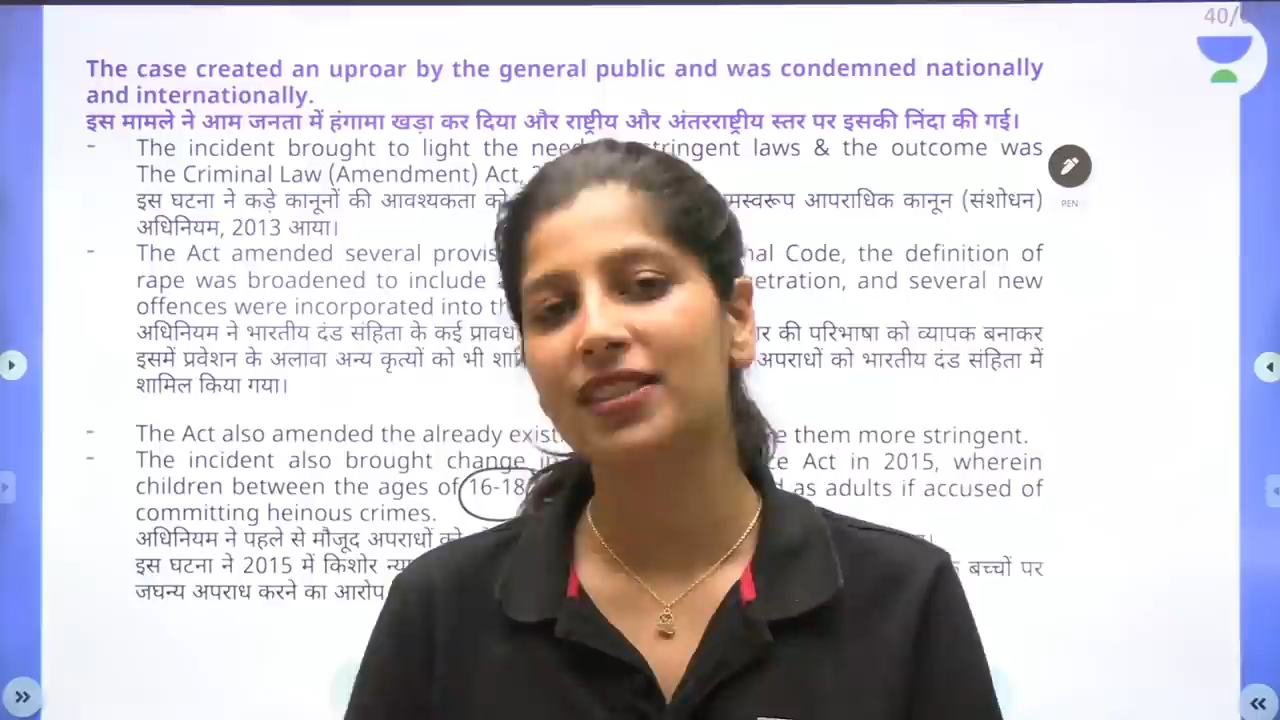 40/
The case created an uproar by the general public and was condemned nationally
and internationally.
इस मामले ने आम जनता में हंगामा खड़ा कर दिया और राष्ट्रीय और अंतरराष्ट्रीय स्तर पर इसकी निंदा की गई।
- The incident brought to light the need stringent laws & the outcome was
The Criminal Law (Amendment) Act,
PEN
इस घटना ने कड़े कानूनों की आवश्यकता को आपराधिक कानून (संशोधन)
अधिनियम, 2013 आया।
- The Act amended several Code, the definition of
rape was broadened to include and several new
offences were incorporated into
अधिनियम ने भारतीय दंड संहिता के कई की परिभाषा को व्यापक बनाकर
इसमें प्रवेशन के अलावा अन्य कृत्यों को भी अपराधों को भारतीय दंड संहिता में
शामिल किया गया।
- The Act also amended the already them more stringent.
- The incident also brought change Act in 2015, wherein
children between the ages of 16-18 as adults if accused of
committing heinous crimes.
अधिनियम ने पहले से मौजूद अपराधों को
इस घटना ने 2015 में किशोर बच्चों पर
जघन्य अपराध करने का आरोप